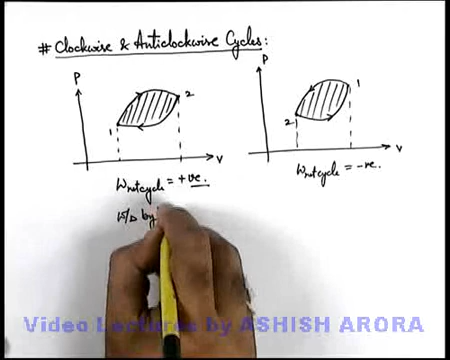 # Clockwise & Anticlockwise Cycles:
P
2
1
V
P
1
2
V
Wnetcycle = +ve.
Wnetcycle = -ve.
W/D by
Video Lectures by ASHISH ARORA